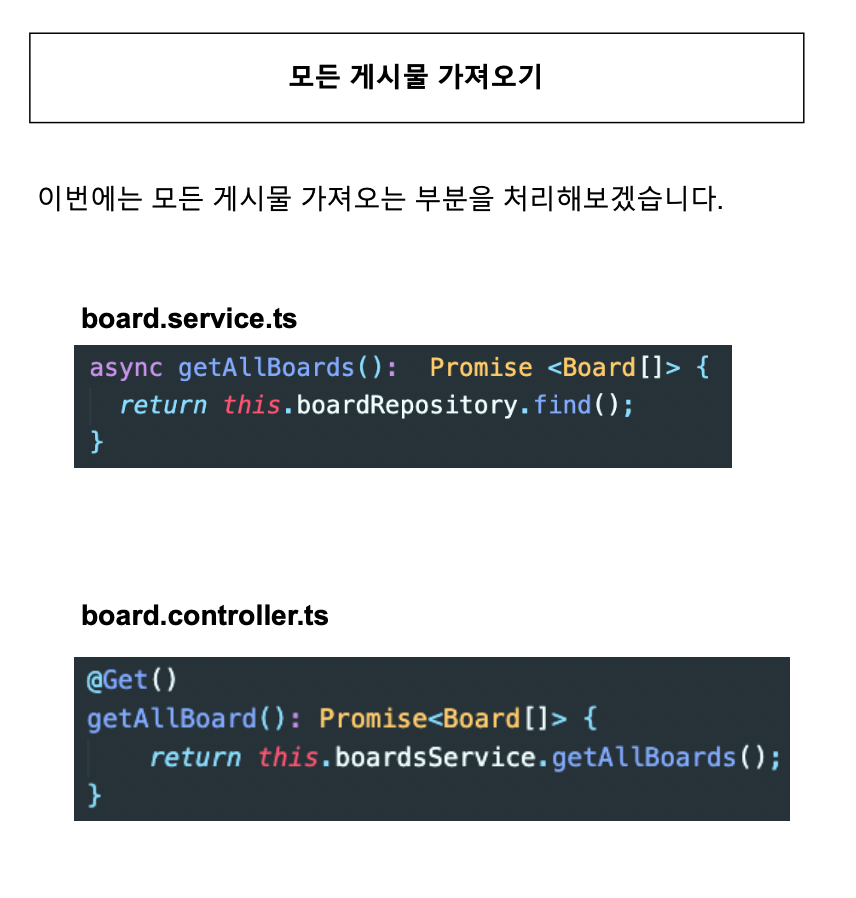 모든 게시물 가져오기
이번에는 모든 게시물 가져오는 부분을 처리해보겠습니다.
board.service.ts
async getAllBoards():  Promise <Board[]> {
  return this.boardRepository.find();
}
board.controller.ts
@Get()
getAllBoard(): Promise<Board[]> {
    return this.boardsService.getAllBoards();
}